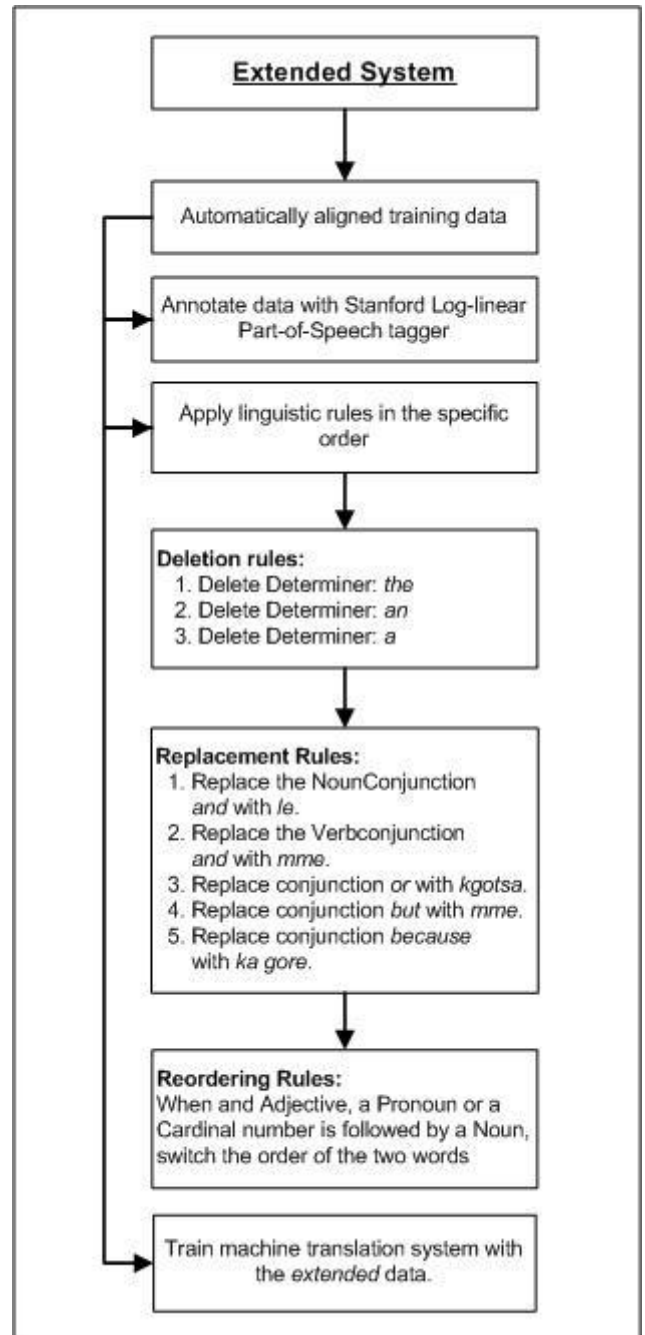 Extended System
Automatically aligned training data
Annotate data with Stanford Log-linear
Part-of-Speech tagger
Apply linguistic rules in the specific
order
Deletion rules:
1. Delete Determiner: the
2. Delete Determiner: an
3. Delete Determiner: a
Replacement Rules:
1. Replace the NounConjunction
and with le.
2. Replace the Verbconjunction
and with mme.
3. Replace conjunction or with kgotsa.
4. Replace conjunction but with mme.
5. Replace conjunction because
with ka gore.
Reordering Rules:
When and Adjective, a Pronoun or a
Cardinal number is followed by a Noun,
switch the order of the two words
Train machine translation system with
the extended data.